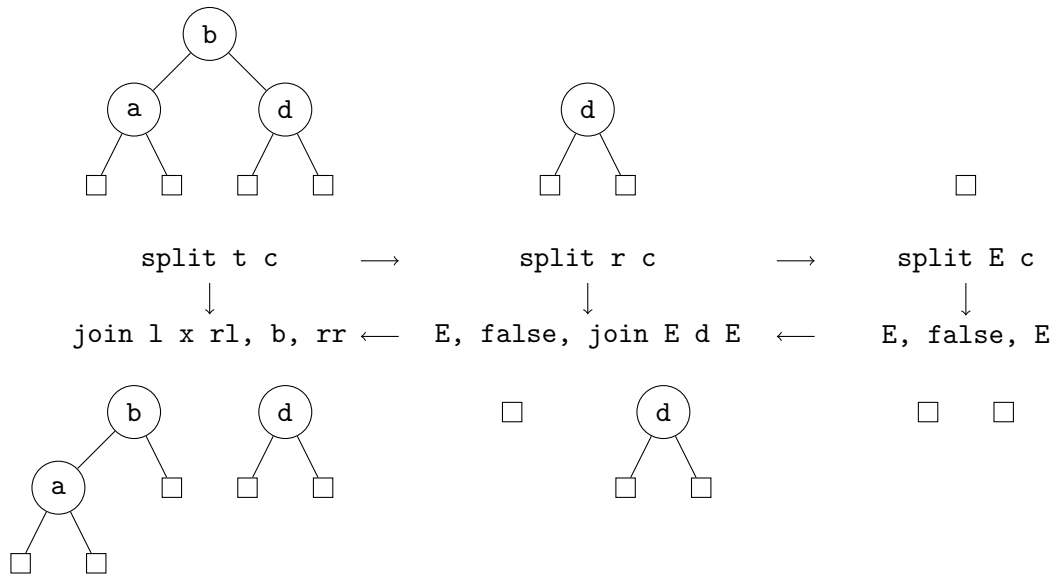 b
a d d
split t c ⟶ split r c ⟶ split E c
↓ ↓ ↓
join l x rl, b, rr ⟵ E, false, join E d E ⟵ E, false, E
b d d
a